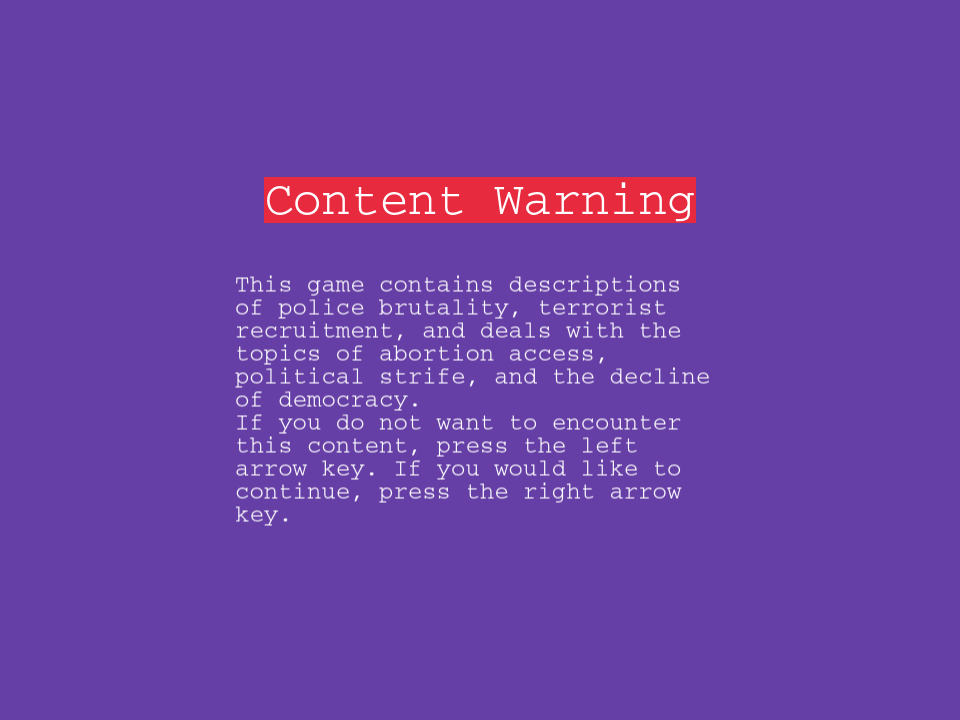 Content Warning
This game contains descriptions
of police brutality, terrorist
recruitment, and deals with the
topics of abortion access,
political strife, and the decline
of democracy.
If you do not want to encounter
this content, press the left
arrow key. If you would like to
continue, press the right arrow
key.